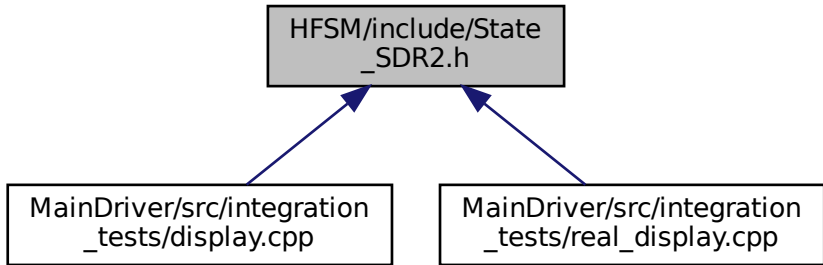 HFSM/include/State
_SDR2.h
MainDriver/src/integration
_tests/display.cpp
MainDriver/src/integration
_tests/real_display.cpp